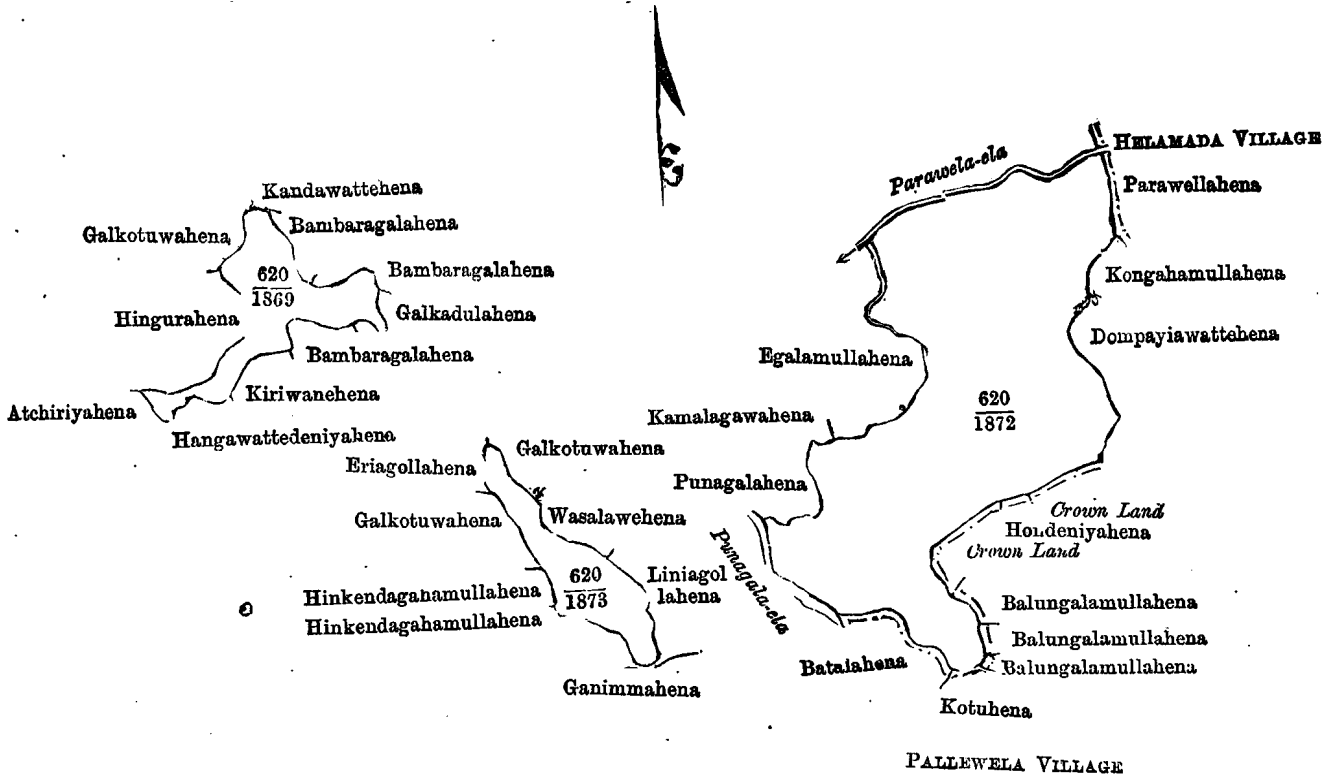 HELAMADA VILLAGE
Parawela-ela
Parawellahena
Kandawattehena
Bambaragalahena
Galkotuwahena
Bambaragalahena
620
1869
Kongahamullahena
Hingurahena
Galkadulahena
Dompayiawattehena
Bambaragalahena
Egalamullahena
Kiriwanehena
Atchiriyahena
620
1872
Kamalagawahena
Hangawattedeniyahena
Galkotuwahena
Eriagollahena
Punagalahena
Galkotuwahena
Wasalawehena
Crown Land
Hondeniyahena
Crown Land
Punagala-ela
620
1873
Liniagol
lahena
Hinkendagahamullahena
Hinkendagahamullahena
Balungalamullahena
Balungalamullahena
Balungalamullahena
Batalahena
Ganimmahena
Kotuhena
PALLEWELA VILLAGE